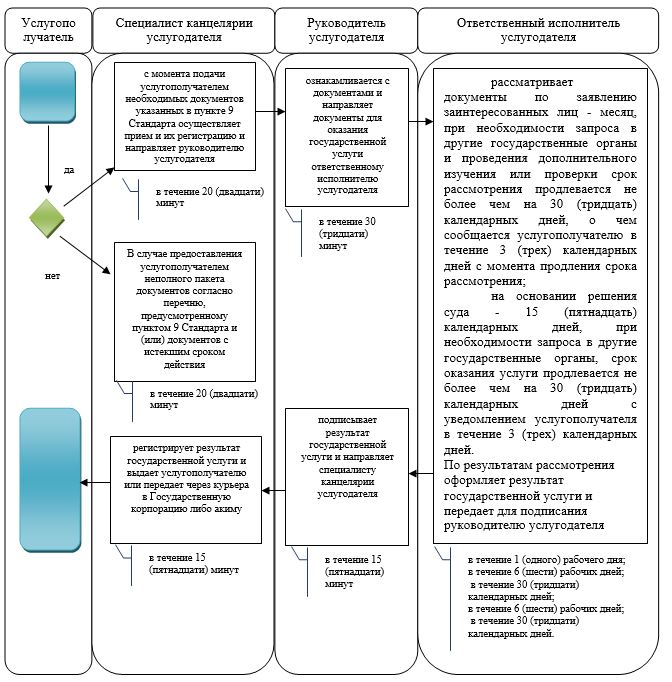 Услугопо
лучатель
Специалист канцелярии
услугодателя
Руководитель
услугодателя
Ответственный исполнитель
услугодателя
да
нет
с момента подачи
услугополучателем
необходимых документов
указанных в пункте 9
Стандарта осуществляет
прием и их регистрацию и
направляет руководителю
услугодателя
в течение 20 (двадцати)
минут
В случае предоставления
услугополучателем
неполного пакета
документов согласно
перечню,
предусмотренному
пунктом 9 Стандарта и
(или) документов с
истекшим сроком
действия
в течение 20 (двадцати)
минут
ознакамливается с
документами и
направляет
документы для
оказания
государственной
услуги
ответственному
исполнителю
услугодателя
в течение 30
(тридцати)
минут
рассматривает
документы по заявлению
заинтересованных лиц - месяц,
при необходимости запроса в
другие государственные органы
и проведения дополнительного
изучения или проверки срок
рассмотрения продлевается не
более чем на 30 (тридцать)
календарных дней, о чем
сообщается услугополучателю в
течение 3 (трех) календарных
дней с момента продления срока
рассмотрения;
на основании решения
суда - 15 (пятнадцать)
календарных дней, при
необходимости запроса в другие
государственные органы, срок
оказания услуги продлевается не
более чем на 30 (тридцать)
календарных дней с
уведомлением услугополучателя
в течение 3 (трех) календарных
дней.
По результатам рассмотрения
оформляет результат
государственной услуги и
передает для подписания
руководителю услугодателя
в течение 1 (одного) рабочего дня;
в течение 6 (шести) рабочих дней;
в течение 30 (тридцати)
календарных дней;
в течение 6 (шести) рабочих дней;
в течение 30 (тридцати)
календарных дней.
подписывает
результат
государственной
услуги и направляет
специалисту
канцелярии
услугодателя
в течение 15
(пятнадцати)
минут
регистрирует результат
государственной услуги и
выдает услугополучателю
или передает через курьера
в Государственную
корпорацию либо акиму
в течение 15
(пятнадцати) минут